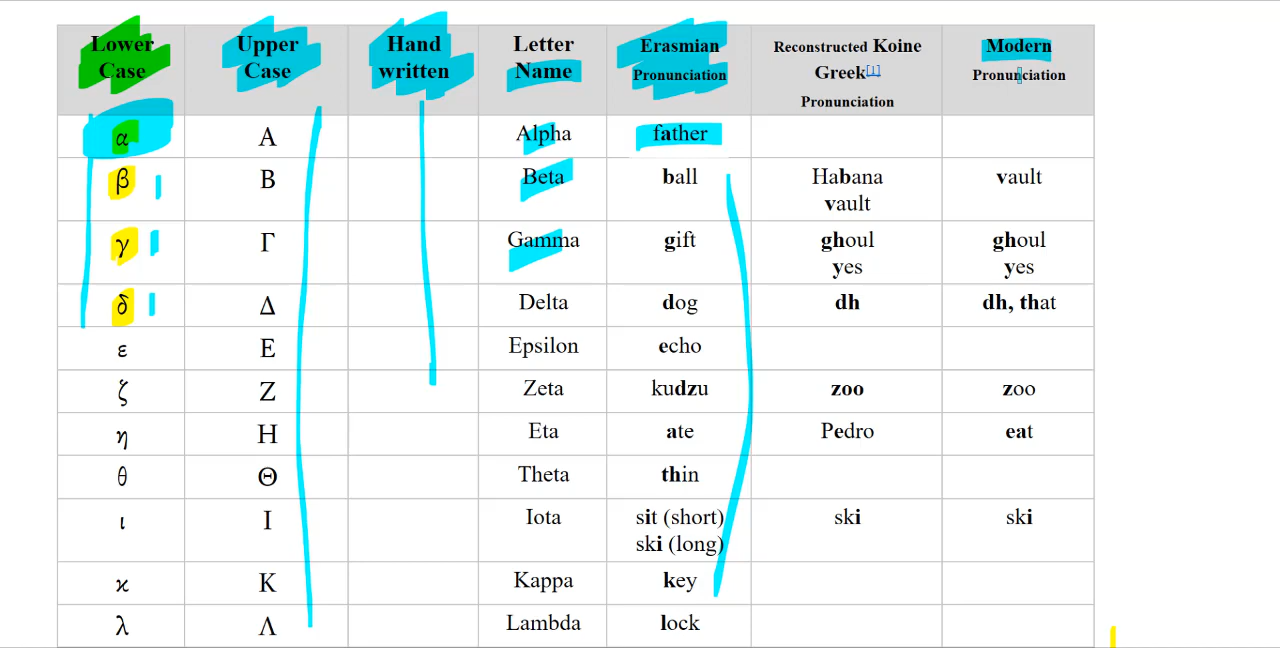 Lower Case Upper Case Hand written Letter Name Erasmian Pronunciation Reconstructed Koine Greek[1] Pronunciation Modern Pronunciation
α Α Alpha father
β Β Beta ball Habana vault vault
γ Γ Gamma gift ghoul yes ghoul yes
δ Δ Delta dog dh dh, that
ε Ε Epsilon echo
ζ Ζ Zeta kudzu zoo zoo
η Η Eta ate Pedro eat
θ Θ Theta thin
ι Ι Iota sit (short) ski (long) ski ski
ϰ Κ Kappa key
λ Λ Lambda lock